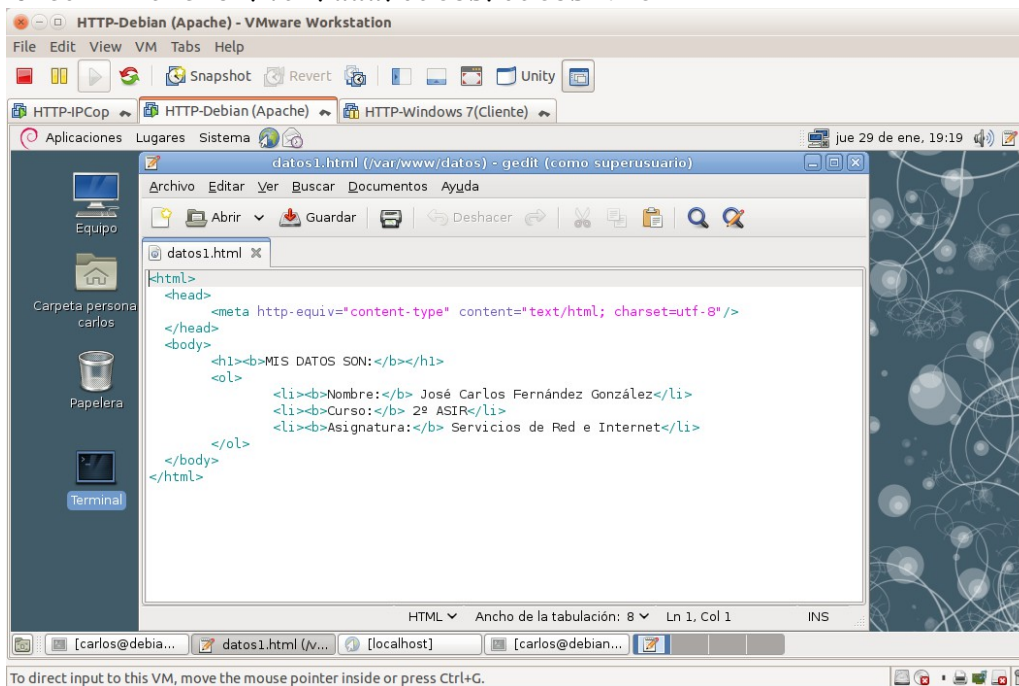 HTTP-Debian (Apache) - VMware Workstation
File Edit View VM Tabs Help
Snapshot Revert Unity
HTTP-IPCop HTTP-Debian (Apache) HTTP-Windows 7(Cliente)
Aplicaciones Lugares Sistema jue 29 de ene, 19:19
datos1.html (/var/www/datos) - gedit (como superusuario)
Archivo Editar Ver Buscar Documentos Ayuda
Abrir Guardar Deshacer
datos1.html
Equipo
Carpeta persona
carlos
Papelera
Terminal
<html>
<head>
<meta http-equiv="content-type" content="text/html; charset=utf-8"/>
</head>
<body>
<h1><b>MIS DATOS SON:</b></h1>
<ol>
<li><b>Nombre:</b> José Carlos Fernández González</li>
<li><b>Curso:</b> 2º ASIR</li>
<li><b>Asignatura:</b> Servicios de Red e Internet</li>
</ol>
</body>
</html>
HTML Ancho de la tabulación: 8 Ln 1, Col 1 INS
[carlos@debia... datos1.html (/v... [localhost] [carlos@debian...
To direct input to this VM, move the mouse pointer inside or press Ctrl+G.